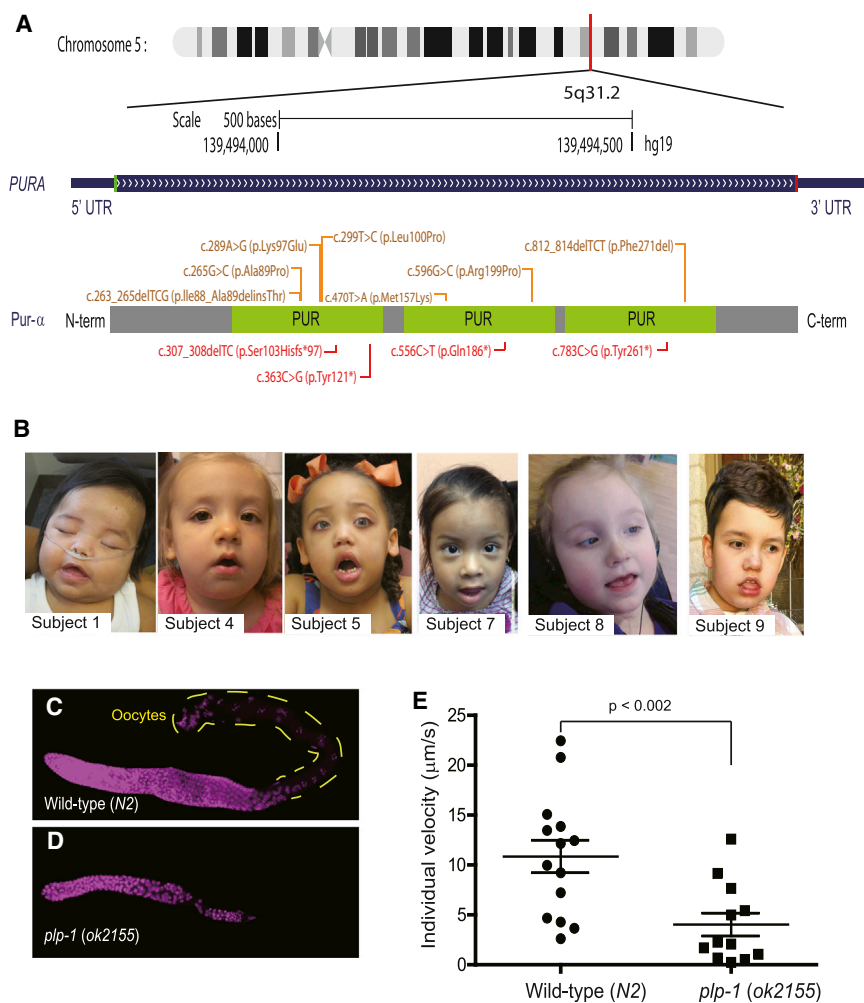 A
Chromosome 5 :
5q31.2
Scale 500 bases
139,494,000 139,494,500 hg19
PURA
5' UTR 3' UTR
c.289A>G (p.Lys97Glu) c.299T>C (p.Leu100Pro) c.812_814delTCT (p.Phe271del)
c.265G>C (p.Ala89Pro) c.596G>C (p.Arg199Pro)
c.263_265delTCG (p.Ile88_Ala89delinsThr) c.470T>A (p.Met157Lys)
Pur-α N-term PUR PUR PUR C-term
c.307_308delTC (p.Ser103Hisfs*97) c.556C>T (p.Gln186*) c.783C>G (p.Tyr261*)
c.363C>G (p.Tyr121*)
B
Subject 1 Subject 4 Subject 5 Subject 7 Subject 8 Subject 9
C
Oocytes
Wild-type (N2)
D
plp-1 (ok2155)
E
p < 0.002
Individual velocity (μm/s)
25
20
15
10
5
0
Wild-type (N2) plp-1 (ok2155)